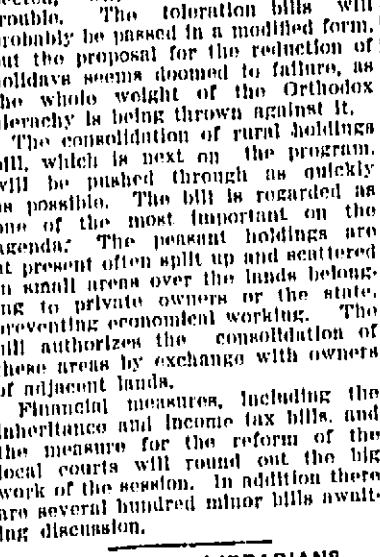 trouble. The toleration bills will
probably be passed in a modified form,
but the proposal for the reduction of
holidays seems doomed to failure, as
the whole weight of the Orthodox
hierachy is being thrown against it.
The consolidation of rural holdings
bill, which is next on the program,
will be pushed through as quickly
as possible. The bill is regarded as
one of the most important on the
agenda. The peasant holdings are
at present often split up and scattered
in small areas over the lands belong-
ing to private owners or the state,
preventing economical working. The
bill authorizes the consolidation of
these areas by exchange with owners
of adjacent lands.
Financial measures, including the
inheritance and income tax bills, and
the measure for the reform of the
local courts will round out the big
work of the session. In addition there
are several hundred minor bills await-
ing discussion.